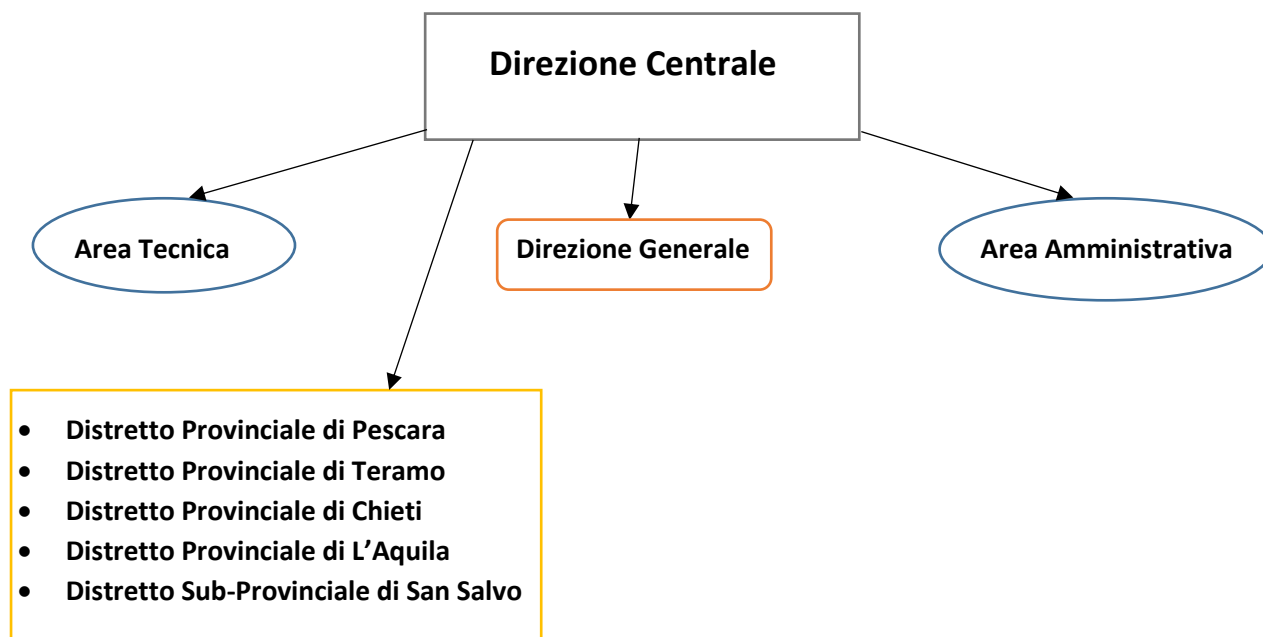 Direzione Centrale
Area Tecnica
Direzione Generale
Area Amministrativa
• Distretto Provinciale di Pescara
• Distretto Provinciale di Teramo
• Distretto Provinciale di Chieti
• Distretto Provinciale di L’Aquila
• Distretto Sub-Provinciale di San Salvo